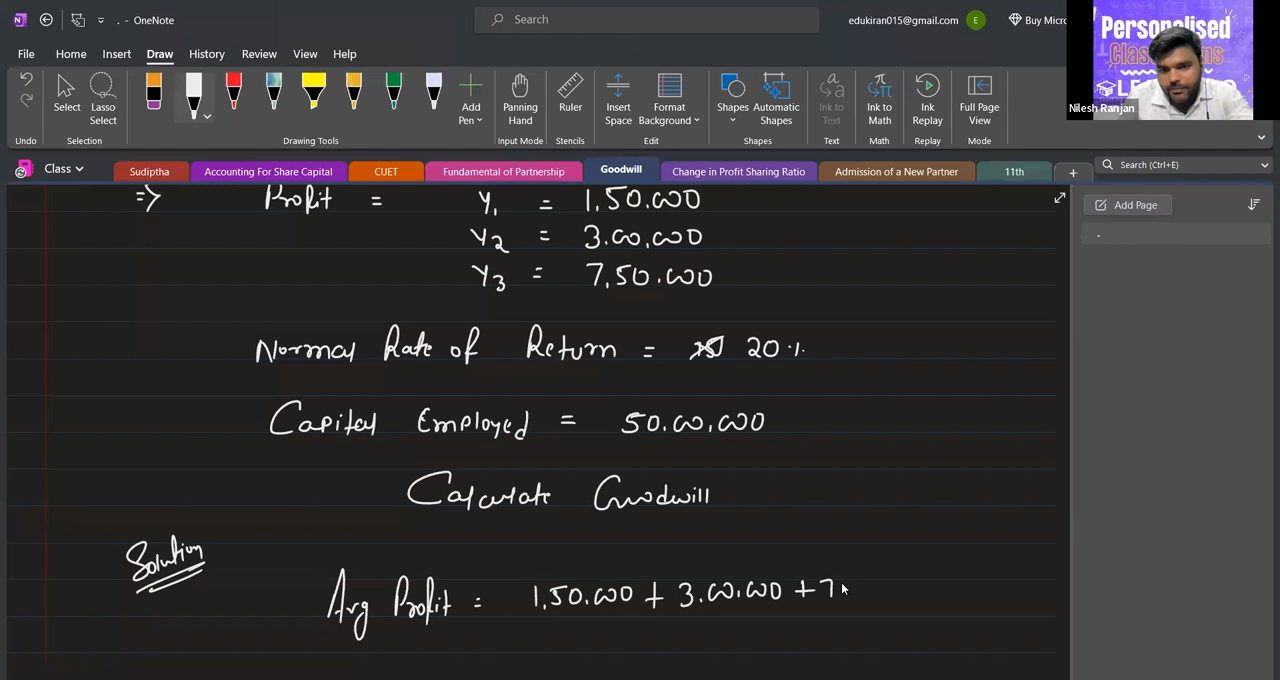 . - OneNote
Search
edukiran015@gmail.com E
Buy Micro
File Home Insert Draw History Review View Help
Undo
Select
Lasso Select
Add Pen
Panning Hand
Ruler
Insert Space
Format Background
Shapes
Automatic Shapes
Ink to Text
Ink to Math
Ink Replay
Full Page View
Selection
Drawing Tools
Input Mode
Stencils
Edit
Shapes
Convert
Replay
Mode
Personalised
Nilesh Ranjan
Class
Sudiptha
Accounting For Share Capital
CUET
Fundamental of Partnership
Goodwill
Change in Profit Sharing Ratio
Admission of a New Partner
11th
+
Search (Ctrl+E)
Add Page
.
=> Profit = Y1 = 1,50,000
Y2 = 3,00,000
Y3 = 7,50,000
Normal Rate of Return = 20%
Capital Employed = 50,00,000
Calculate Goodwill
Solution
Avg Profit = 1,50,000 + 3,00,000 + 7